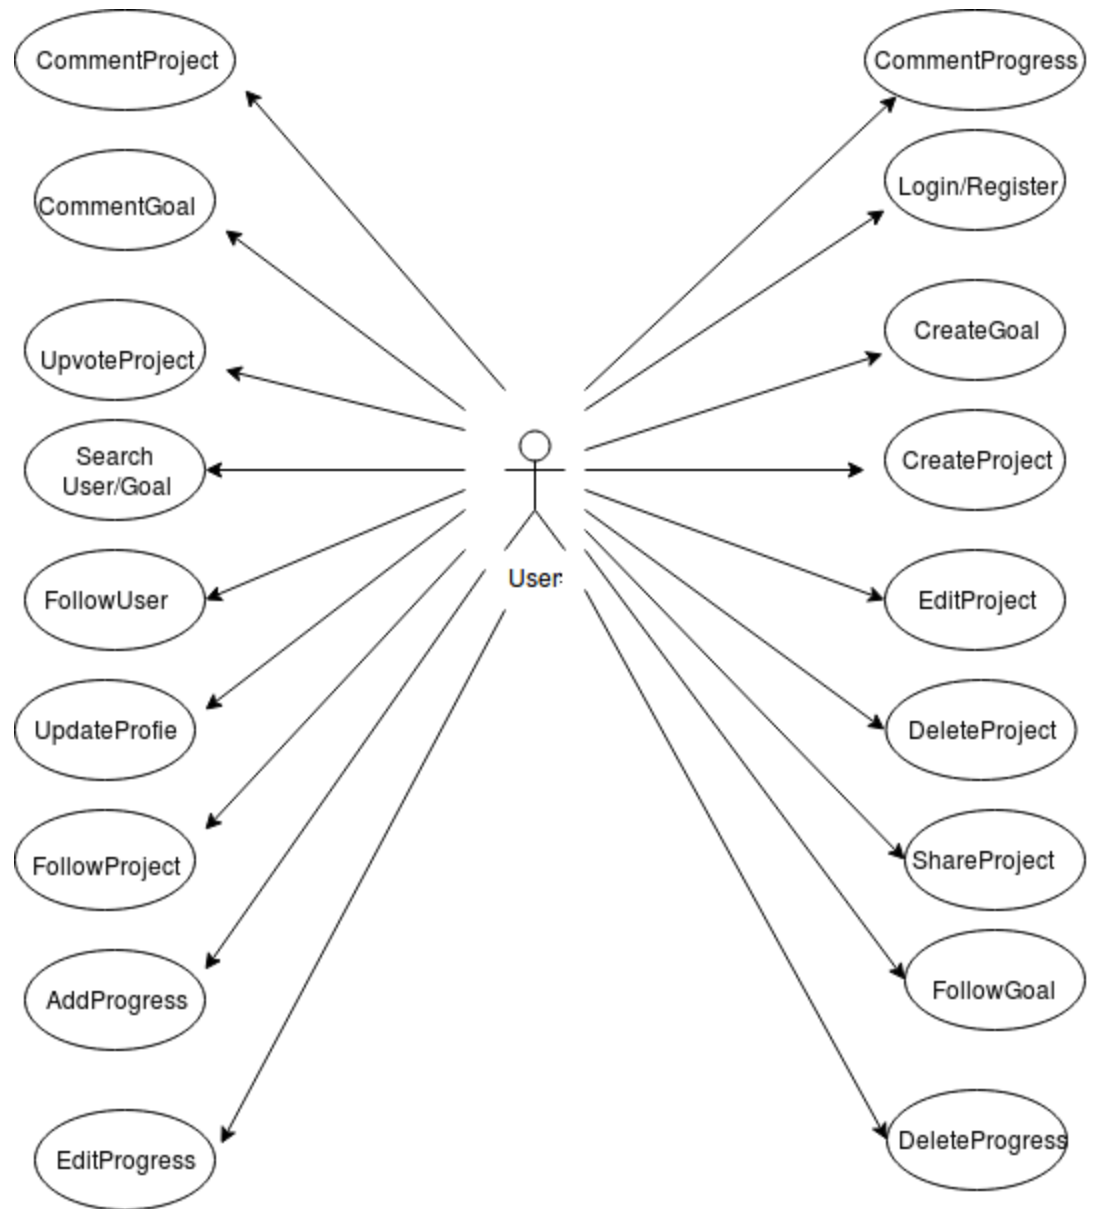 CommentProject
CommentProgress
CommentGoal
Login/Register
UpvoteProject
CreateGoal
Search
User/Goal
CreateProject
User:
FollowUser
EditProject
UpdateProfie
DeleteProject
FollowProject
ShareProject
AddProgress
FollowGoal
EditProgress
DeleteProgress